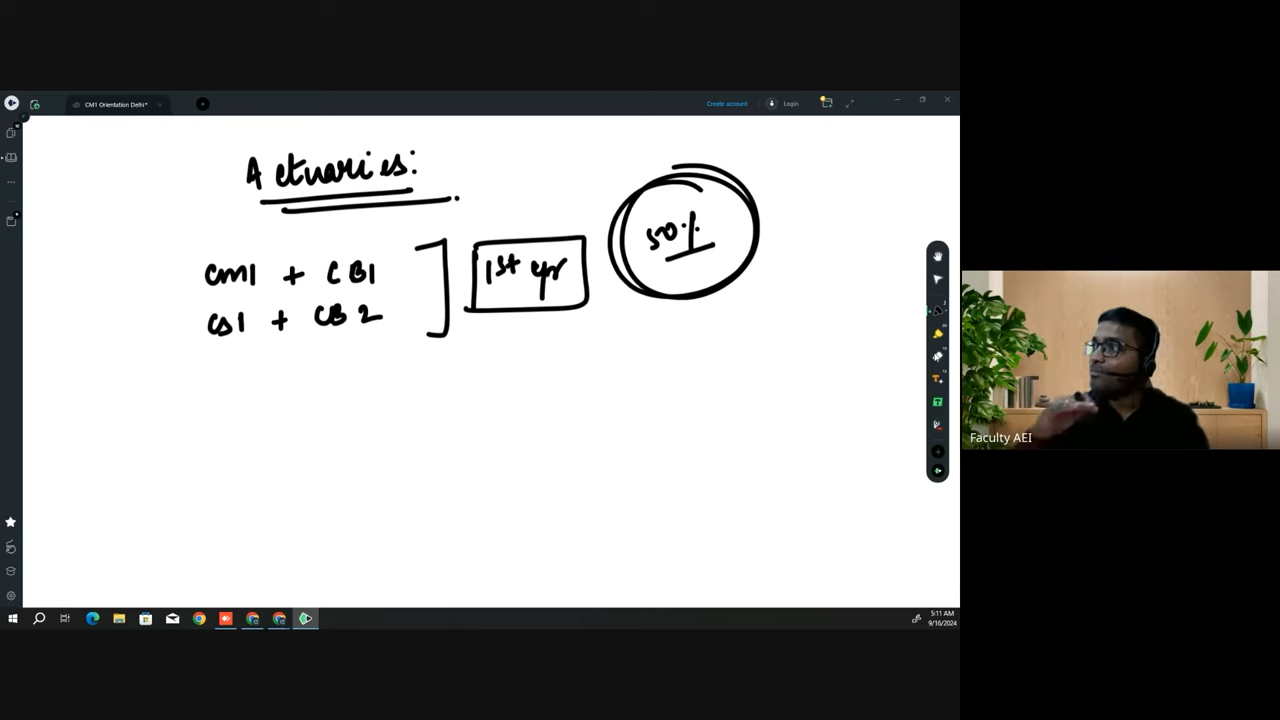 CM1 Orientation Delhi*
Create account
Login
Actuaries:
CM1 + CB1
CS1 + CB2
1st yr
50%
Faculty AEI
5:11 AM
9/16/2024